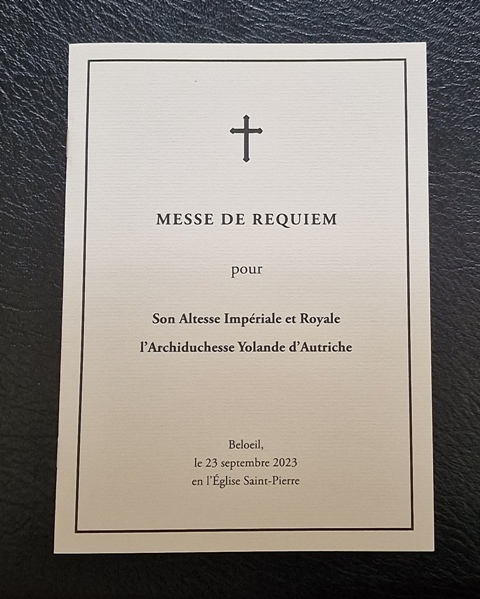 MESSE DE REQUIEM
pour
Son Altesse Impériale et Royale
l'Archiduchesse Yolande d'Autriche
Beloeil,
le 23 septembre 2023
en l'Église Saint-Pierre